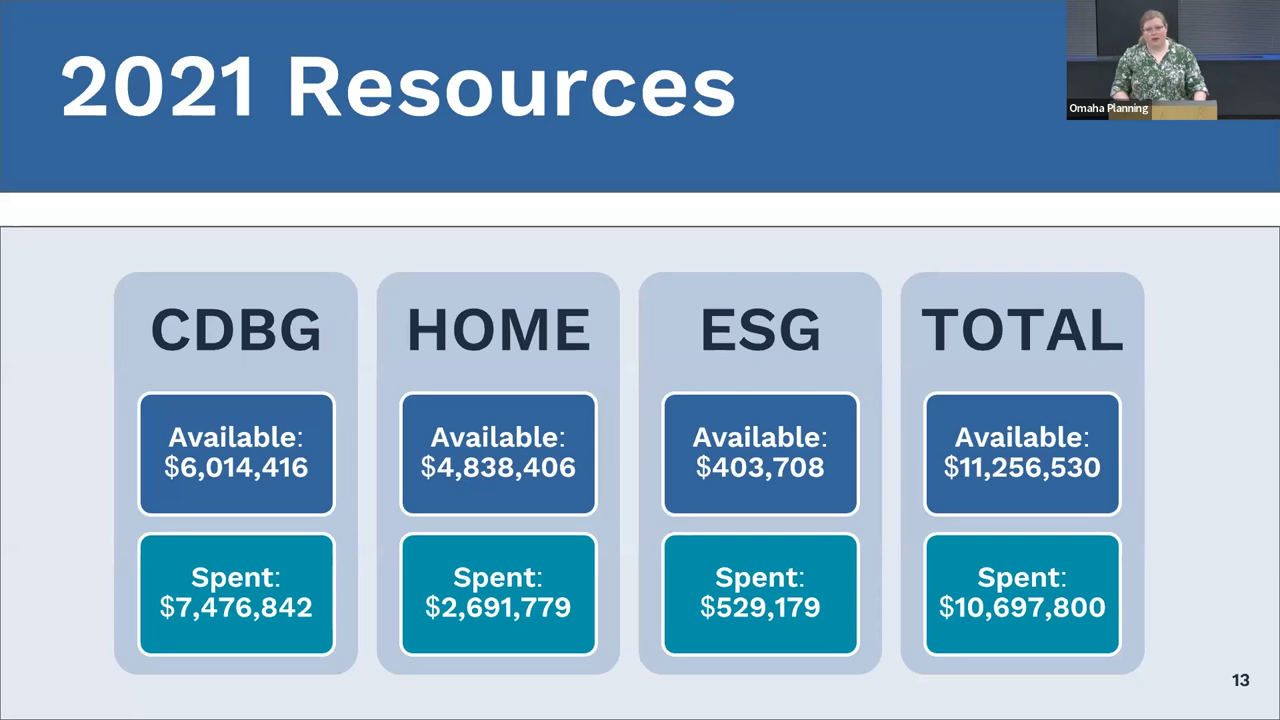 2021 Resources
Omaha Planning
CDBG
Available:
$6,014,416
Spent:
$7,476,842
HOME
Available:
$4,838,406
Spent:
$2,691,779
ESG
Available:
$403,708
Spent:
$529,179
TOTAL
Available:
$11,256,530
Spent:
$10,697,800
13